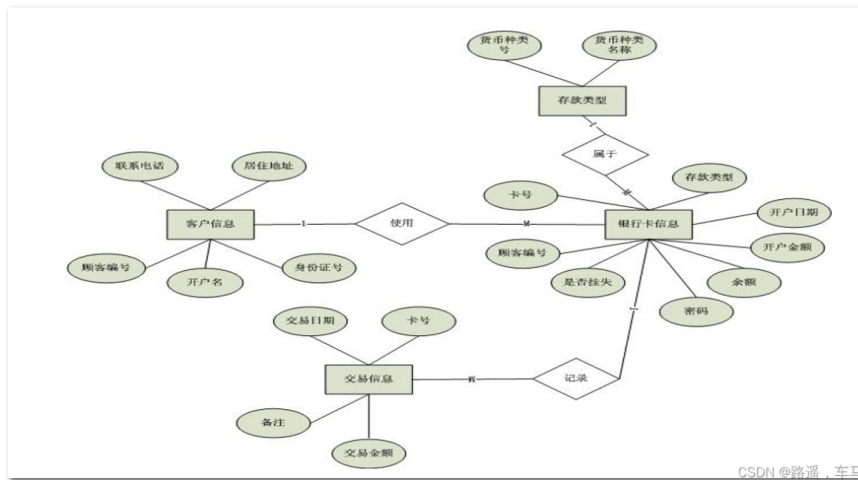 货币种类
号
货币种类
名称
存款类型
属于
联系电话
居住地址
卡号
存款类型
客户信息
1
使用
M
银行卡信息
开户日期
顾客编号
开户金额
顾客编号
开户名
身份证号
是否挂失
余额
密码
交易日期
卡号
交易信息
记录
备注
交易金额
CSDN @路遥,车马